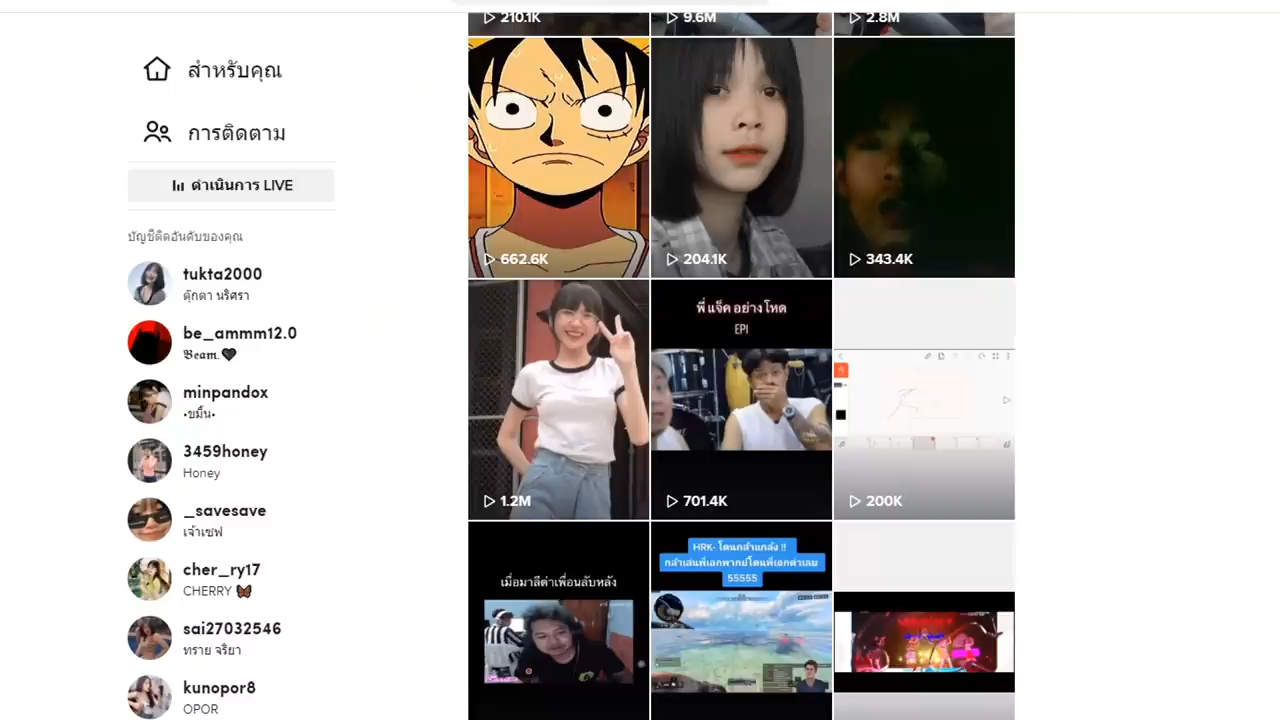 210.1K
9.6M
2.8M
สำหรับคุณ
การติดตาม
ดำเนินการ LIVE
บัญชีติดอันดับของคุณ
tukta2000
ตุ๊กตา นริศรา
be_ammm12.0
𝕭𝖊𝖆𝖒.🖤
minpandox
•ขมิ้น•
3459honey
Honey
_savesave
เจ้าเซฟ
cher_ry17
CHERRY 🦋
sai27032546
ทราย จริยา
kunopor8
OPOR
662.6K
204.1K
343.4K
พี่แจ็ค อย่างโหด
EP1
1.2M
701.4K
200K
เมื่อมาลีด่าเพื่อนลับหลัง
HRK- โดนกล้าแกล้ง !!
กล้าเล่นพี่เอกพากย์โดนพี่เอกด่าเลย
55555